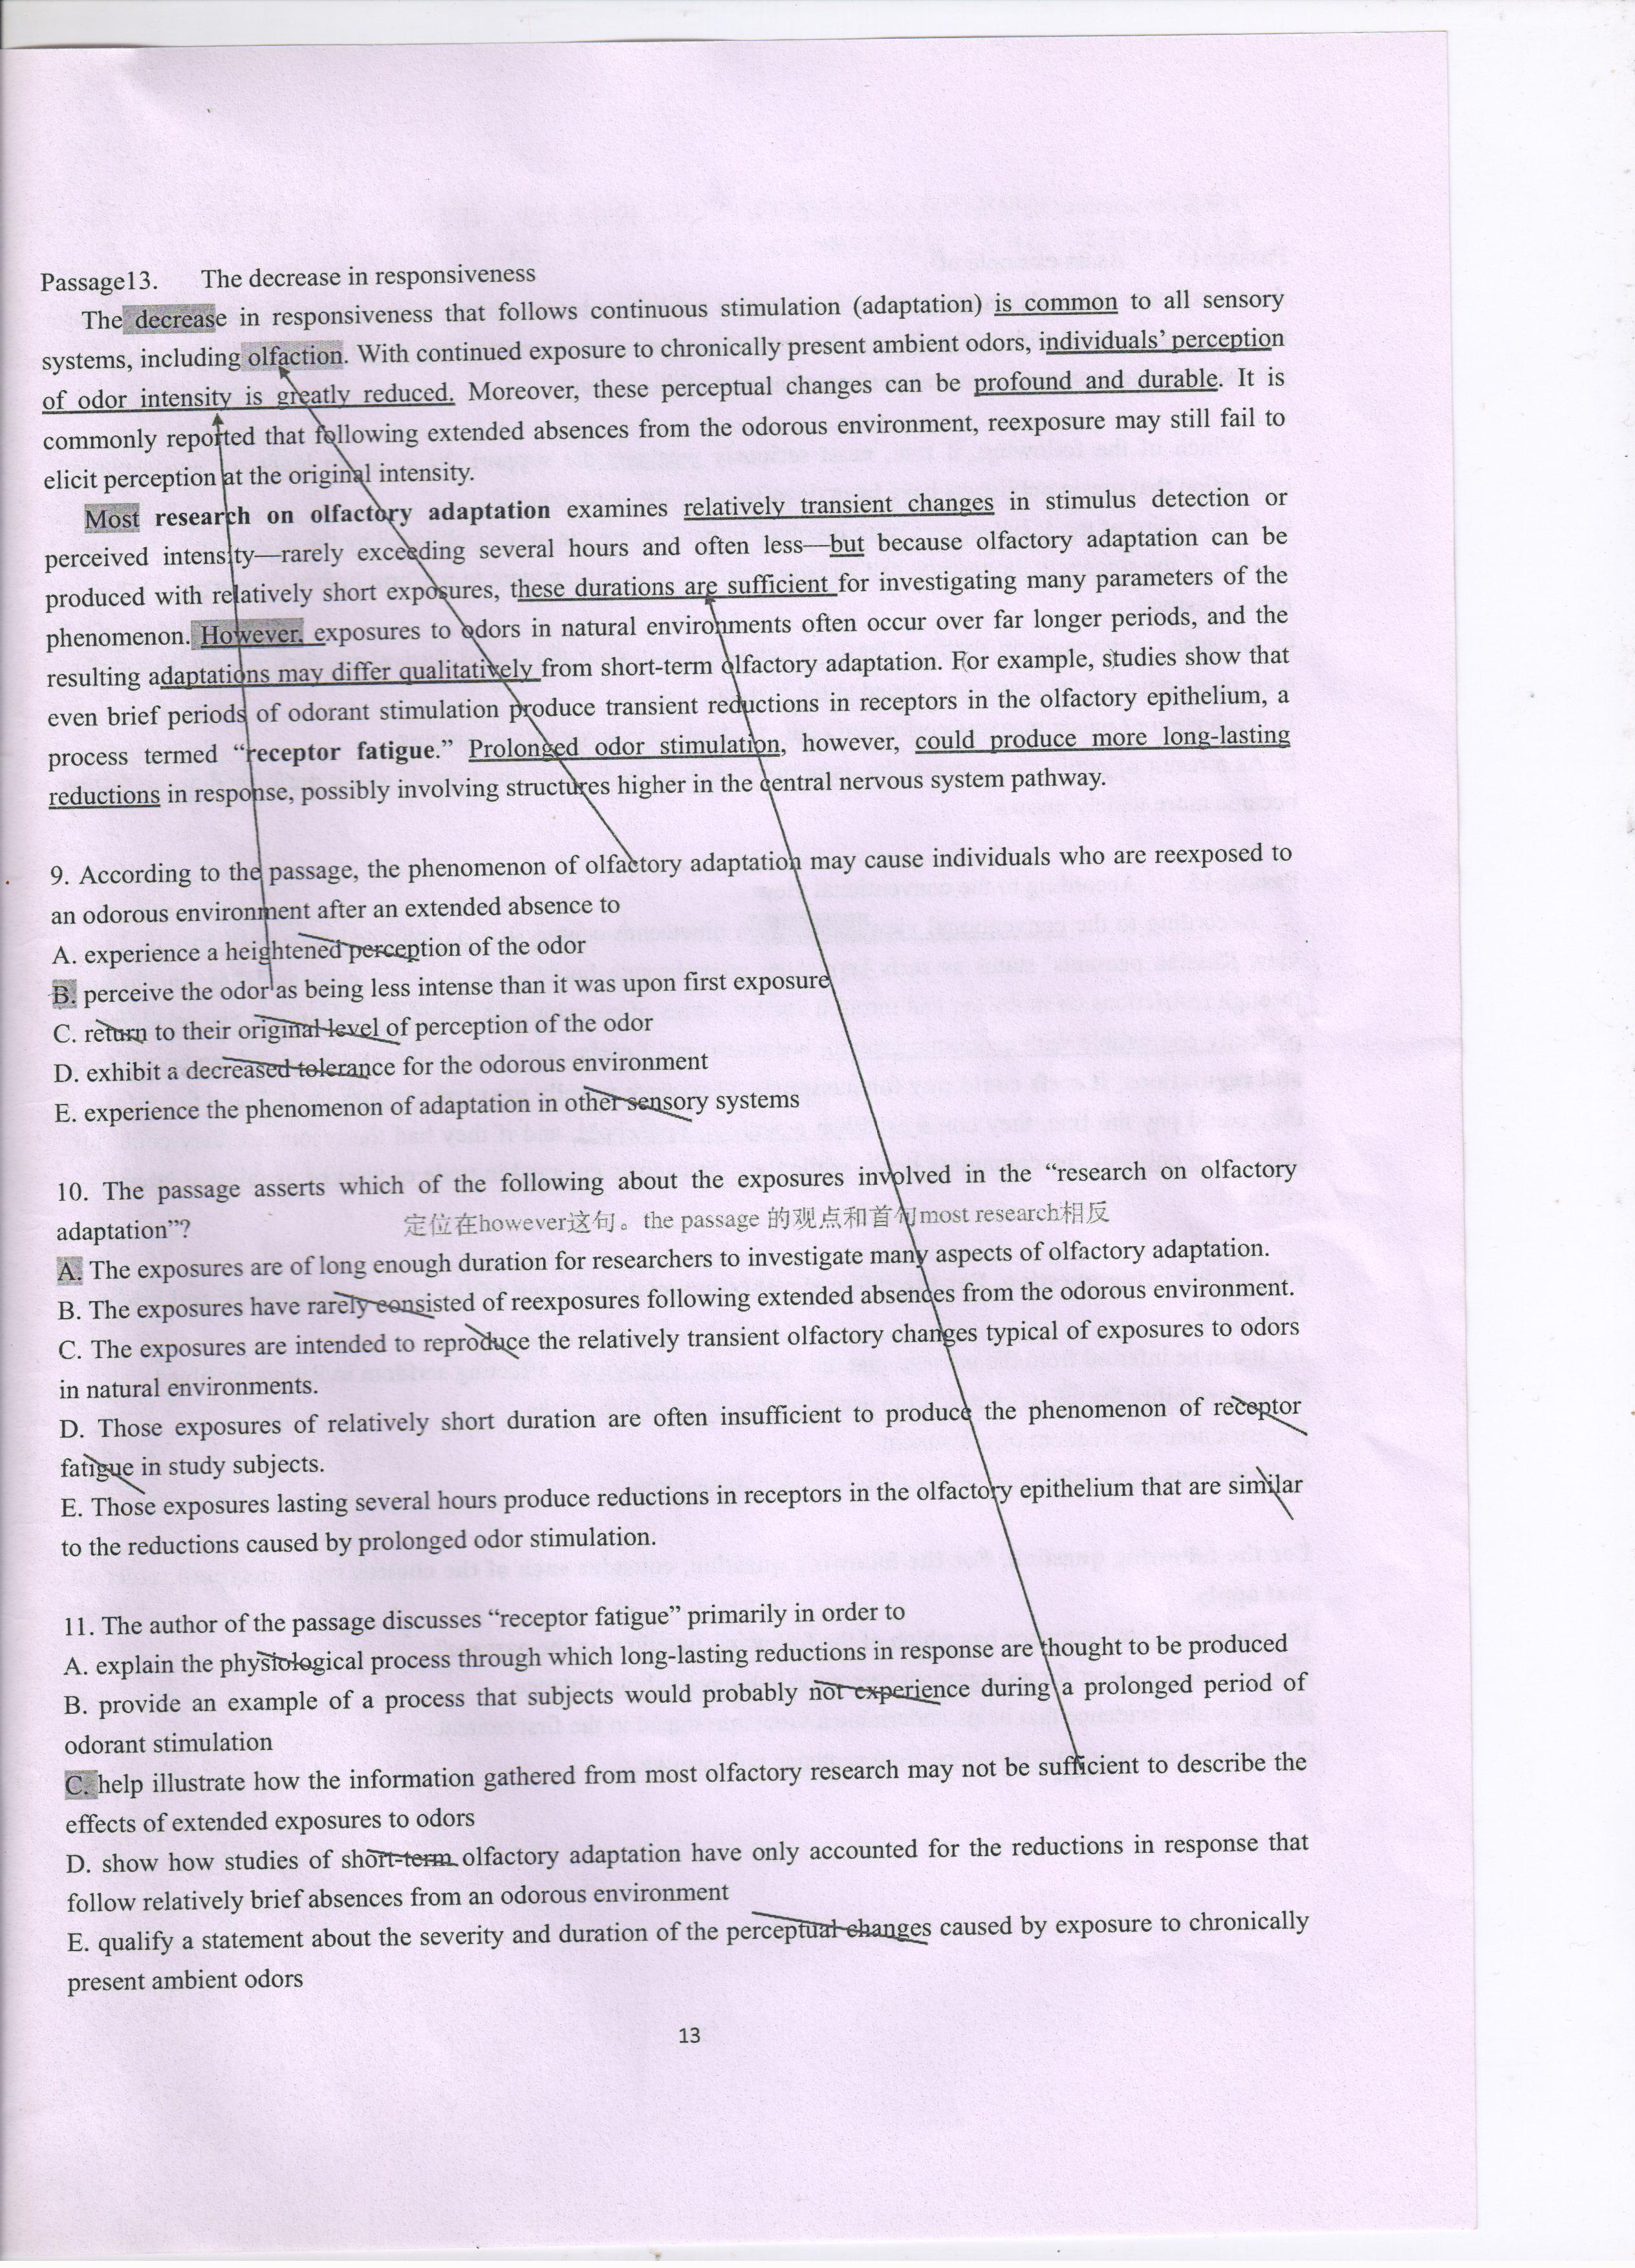 Passage13. The decrease in responsiveness
The decrease in responsiveness that follows continuous stimulation (adaptation) is common to all sensory
systems, including olfaction. With continued exposure to chronically present ambient odors, individuals’ perception
of odor intensity is greatly reduced. Moreover, these perceptual changes can be profound and durable. It is
commonly reported that following extended absences from the odorous environment, reexposure may still fail to
elicit perception at the original intensity.
Most research on olfactory adaptation examines relatively transient changes in stimulus detection or
perceived intensity—rarely exceeding several hours and often less—but because olfactory adaptation can be
produced with relatively short exposures, these durations are sufficient for investigating many parameters of the
phenomenon. However, exposures to odors in natural environments often occur over far longer periods, and the
resulting adaptations may differ qualitatively from short-term olfactory adaptation. For example, studies show that
even brief periods of odorant stimulation produce transient reductions in receptors in the olfactory epithelium, a
process termed “receptor fatigue.” Prolonged odor stimulation, however, could produce more long-lasting
reductions in response, possibly involving structures higher in the central nervous system pathway.
9. According to the passage, the phenomenon of olfactory adaptation may cause individuals who are reexposed to
an odorous environment after an extended absence to
A. experience a heightened perception of the odor
B. perceive the odor as being less intense than it was upon first exposure
C. return to their original level of perception of the odor
D. exhibit a decreased tolerance for the odorous environment
E. experience the phenomenon of adaptation in other sensory systems
10. The passage asserts which of the following about the exposures involved in the “research on olfactory
adaptation”? 定位在however这句。the passage 的观点和首句most research相反
A. The exposures are of long enough duration for researchers to investigate many aspects of olfactory adaptation.
B. The exposures have rarely consisted of reexposures following extended absences from the odorous environment.
C. The exposures are intended to reproduce the relatively transient olfactory changes typical of exposures to odors
in natural environments.
D. Those exposures of relatively short duration are often insufficient to produce the phenomenon of receptor
fatigue in study subjects.
E. Those exposures lasting several hours produce reductions in receptors in the olfactory epithelium that are similar
to the reductions caused by prolonged odor stimulation.
11. The author of the passage discusses “receptor fatigue” primarily in order to
A. explain the physiological process through which long-lasting reductions in response are thought to be produced
B. provide an example of a process that subjects would probably not experience during a prolonged period of
odorant stimulation
C. help illustrate how the information gathered from most olfactory research may not be sufficient to describe the
effects of extended exposures to odors
D. show how studies of short-term olfactory adaptation have only accounted for the reductions in response that
follow relatively brief absences from an odorous environment
E. qualify a statement about the severity and duration of the perceptual changes caused by exposure to chronically
present ambient odors
13